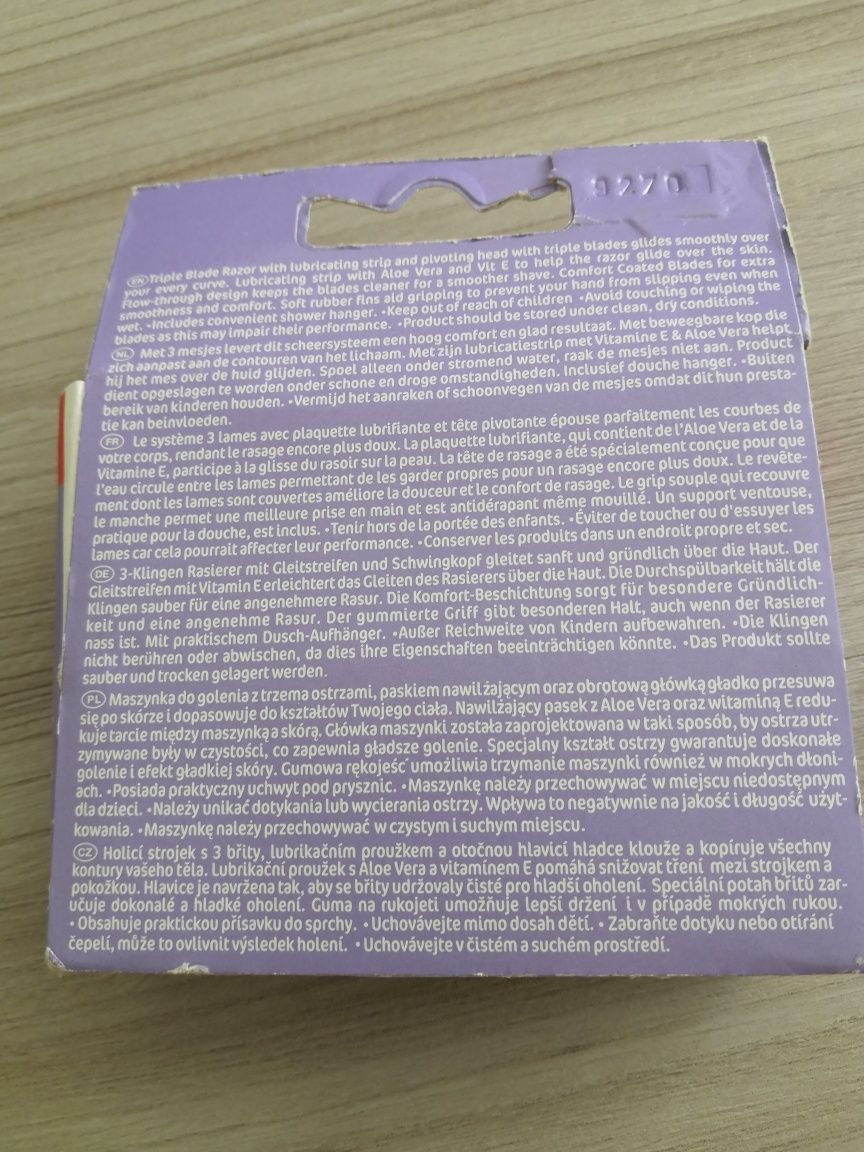 9270
EN Triple Blade Razor with lubricating strip and pivoting head with triple blades glides smoothly over
your every curve. Lubricating strip with Aloe Vera and Vit E to help the razor glide over the skin.
Flow-through design keeps the blades cleaner for a smoother shave. Comfort Coated Blades for extra
smoothness and comfort. Soft rubber fins aid gripping to prevent your hand from slipping even when
wet. •Includes convenient shower hanger. •Keep out of reach of children •Avoid touching or wiping the
blades as this may impair their performance. •Product should be stored under clean, dry conditions.
NL Met 3 mesjes levert dit scheersysteem een hoog comfort en glad resultaat. Met beweegbare kop die
zich aanpast aan de contouren van het lichaam. Met zijn lubricatiestrip met Vitamine E & Aloe Vera helpt
hij het mes over de huid glijden. Spoel alleen onder stromend water, raak de mesjes niet aan. Product
dient opgeslagen te worden onder schone en droge omstandigheden. Inclusief douche hanger. •Buiten
bereik van kinderen houden. •Vermijd het aanraken of schoonvegen van de mesjes omdat dit hun presta-
tie kan beinvloeden.
FR Le système 3 lames avec plaquette lubrifiante et tête pivotante épouse parfaitement les courbes de
votre corps, rendant le rasage encore plus doux. La plaquette lubrifiante, qui contient de l'Aloe Vera et de la
Vitamine E, participe à la glisse du rasoir sur la peau. La tête de rasage a été spécialement conçue pour que
l'eau circule entre les lames permettant de les garder propres pour un rasage encore plus doux. Le revête-
ment dont les lames sont couvertes améliore la douceur et le confort de rasage. Le grip souple qui recouvre
le manche permet une meilleure prise en main et est antidérapant même mouillé. Un support ventouse,
pratique pour la douche, est inclus. •Tenir hors de la portée des enfants. •Éviter de toucher ou d'essuyer les
lames car cela pourrait affecter leur performance. •Conserver les produits dans un endroit propre et sec.
DE 3-Klingen Rasierer mit Gleitstreifen und Schwingkopf gleitet sanft und gründlich über die Haut. Der
Gleitstreifen mit Vitamin E erleichtert das Gleiten des Rasierers über die Haut. Die Durchspülbarkeit hält die
Klingen sauber für eine angenehmere Rasur. Die Komfort-Beschichtung sorgt für besondere Gründlich-
keit und eine angenehme Rasur. Der gummierte Griff gibt besonderen Halt, auch wenn der Rasierer
nass ist. Mit praktischem Dusch-Aufhänger. •Außer Reichweite von Kindern aufbewahren. •Die Klingen
nicht berühren oder abwischen, da dies ihre Eigenschaften beeinträchtigen könnte. •Das Produkt sollte
sauber und trocken gelagert werden.
PL Maszynka do golenia z trzema ostrzami, paskiem nawilżającym oraz obrotową główką gładko przesuwa
się po skórze i dopasowuje do kształtów Twojego ciała. Nawilżający pasek z Aloe Vera oraz witaminą E redu-
kuje tarcie między maszynką a skórą. Główka maszynki została zaprojektowana w taki sposób, by ostrza utr-
zymywane były w czystości, co zapewnia gładsze golenie. Specjalny kształt ostrzy gwarantuje doskonałe
golenie i efekt gładkiej skóry. Gumowa rękojeść umożliwia trzymanie maszynki również w mokrych dłoni-
ach. •Posiada praktyczny uchwyt pod prysznic. •Maszynkę należy przechowywać w miejscu niedostępnym
dla dzieci. •Należy unikać dotykania lub wycierania ostrzy. Wpływa to negatywnie na jakość i długość użyt-
kowania. •Maszynkę należy przechowywać w czystym i suchym miejscu.
CZ Holicí strojek s 3 břity, lubrikačním proužkem a otočnou hlavicí hladce klouže a kopíruje všechny
kontury vašeho těla. Lubrikační proužek s Aloe Vera a vitamínem E pomáhá snižovat tření mezi strojkem a
pokožkou. Hlavice je navržena tak, aby se břity udržovaly čisté pro hladší oholení. Speciální potah břitů zar-
učuje dokonalé a hladké oholení. Guma na rukojeti umožňuje lepší držení i v případě mokrých rukou.
• Obsahuje praktickou přísavku do sprchy. • Uchovávejte mimo dosah dětí. • Zabraňte dotyku nebo otírání
čepelí, může to ovlivnit výsledek holení. • Uchovávejte v čistém a suchém prostředí.